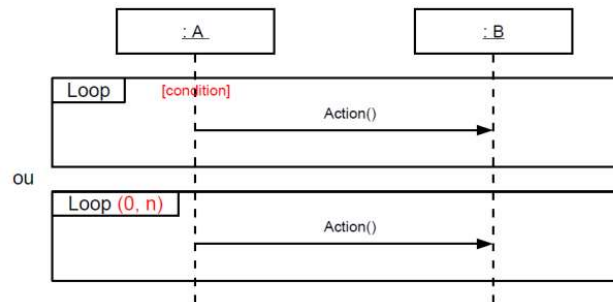 : A
: B
Loop
[condition]
Action()
ou
Loop (0, n)
Action()